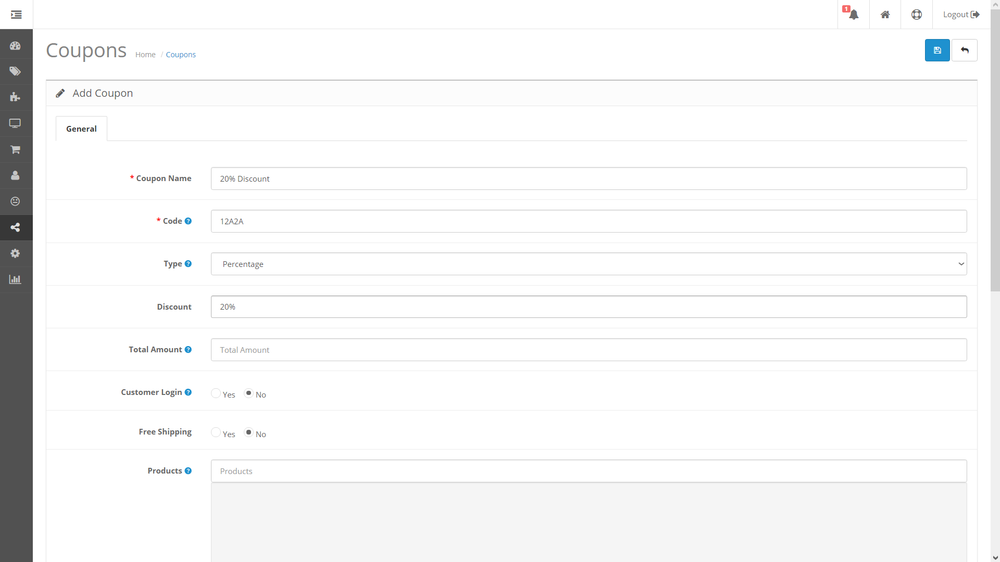 1
Logout
Coupons
Home / Coupons
Add Coupon
General
* Coupon Name
20% Discount
* Code ?
12A2A
Type ?
Percentage
Discount
20%
Total Amount ?
Total Amount
Customer Login ?
Yes No
Free Shipping
Yes No
Products ?
Products